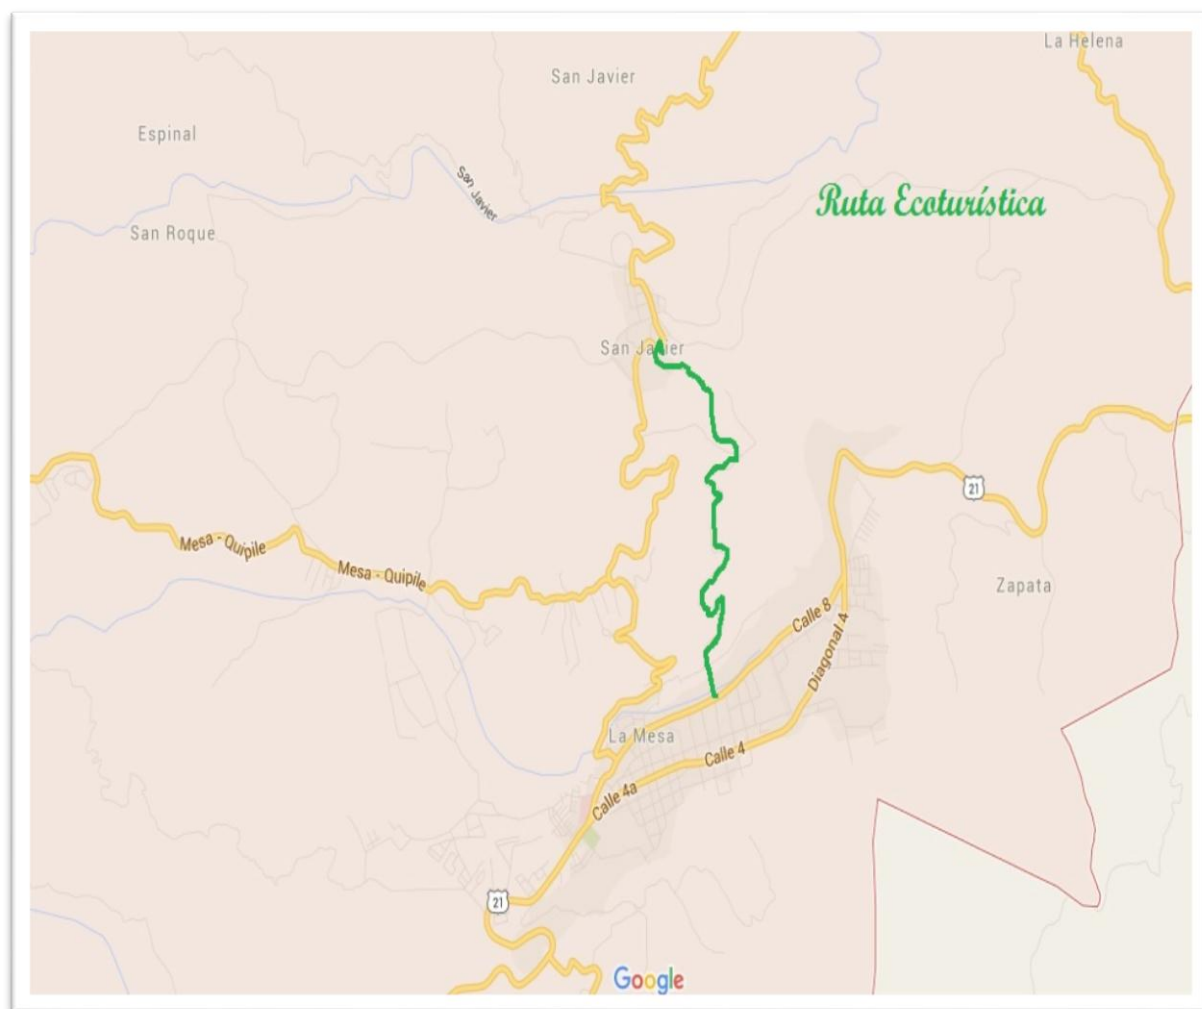 La Helena
San Javier
Espinal
San Javier
Ruta Ecoturística
San Roque
San Javier
21
Mesa - Quipile
Mesa - Quipile
Zapata
Calle 8
Diagonal 4
La Mesa
Calle 4
Calle 4a
21
Google